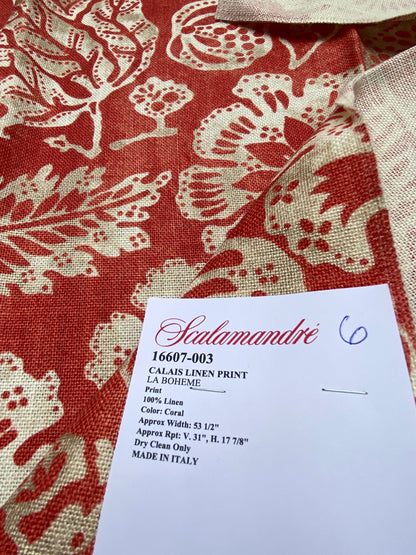 Scalamandré 6
16607-003
CALAIS LINEN PRINT
LA BOHEME
Print
100% Linen
Color: Coral
Approx Width: 53 1/2"
Approx Rpt: V. 31", H. 17 7/8"
Dry Clean Only
MADE IN ITALY